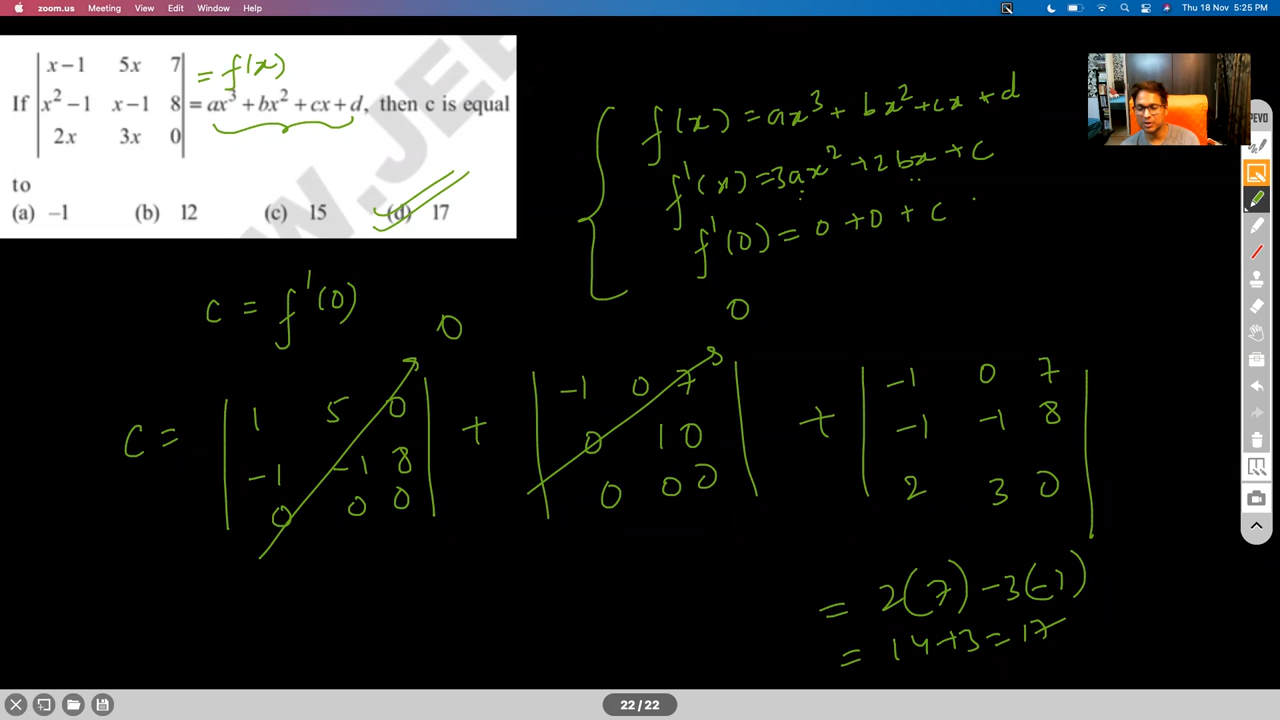 zoom.us Meeting View Edit Window Help Thu 18 Nov 5:25 PM
WWW.JEE
If |x−1 5x 7| = f(x)
|x²−1 x−1 8| = ax³ + bx² + cx + d, then c is equal
|2x 3x 0|
to
(a) −1 (b) 12 (c) 15 (d) 17
f(x) = ax³ + bx² + cx + d
f'(x) = 3ax² + 2bx + c
f'(0) = 0 + 0 + c
c = f'(0)
0
0
C = |1 5 0| + |−1 0 7| + |−1 0 7|
|−1 −1 8| |0 1 0| |−1 −1 8|
|0 0 0| |0 0 0| |2 3 0|
= 2(7) − 3(−1)
= 14 + 3 = 17
PEVO
22 / 22